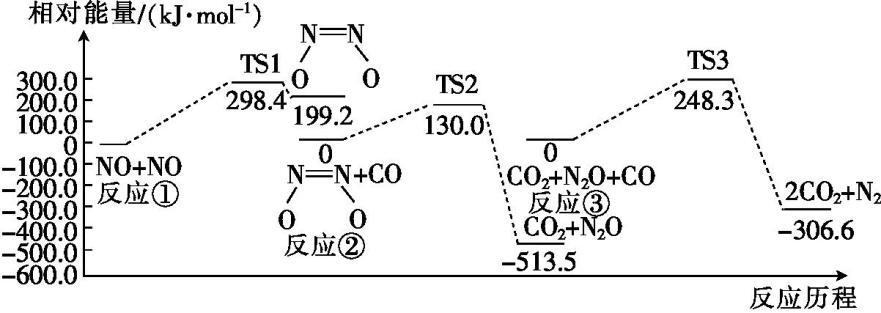 相对能量/(kJ·mol⁻¹)
300.0
200.0
100.0
0
−100.0
−200.0
−300.0
−400.0
−500.0
−600.0
NO+NO
反应①
TS1
298.4
N=N
O O
199.2
0
N=N+CO
O O
反应②
TS2
130.0
CO₂+N₂O
−513.5
0
CO₂+N₂O+CO
反应③
TS3
248.3
2CO₂+N₂
−306.6
反应历程